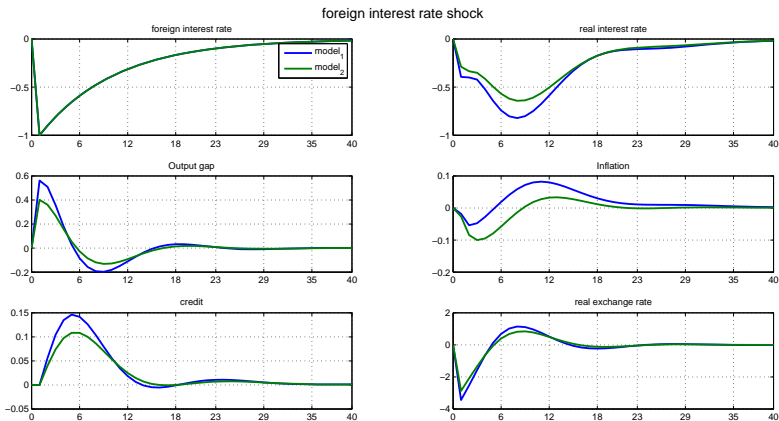 foreign interest rate shock
foreign interest rate
0
−0.5
−1
0 6 12 18 23 29 35 40
model_1
model_2
real interest rate
0
−0.5
−1
0 6 12 18 23 29 35 40
Output gap
0.6
0.4
0.2
0
−0.2
0 6 12 18 23 29 35 40
Inflation
0.1
0
−0.1
−0.2
0 6 12 18 23 29 35 40
credit
0.15
0.1
0.05
0
−0.05
0 6 12 18 23 29 35 40
real exchange rate
2
0
−2
−4
0 6 12 18 23 29 35 40